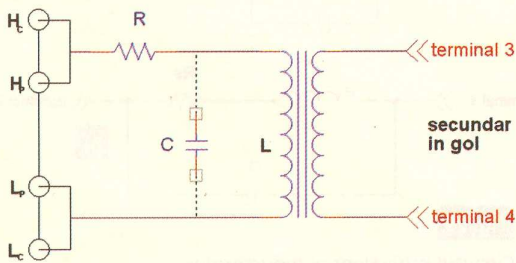 Hc
R
terminal 3
Hp
C
L
secundar
in gol
Lp
terminal 4
Lc